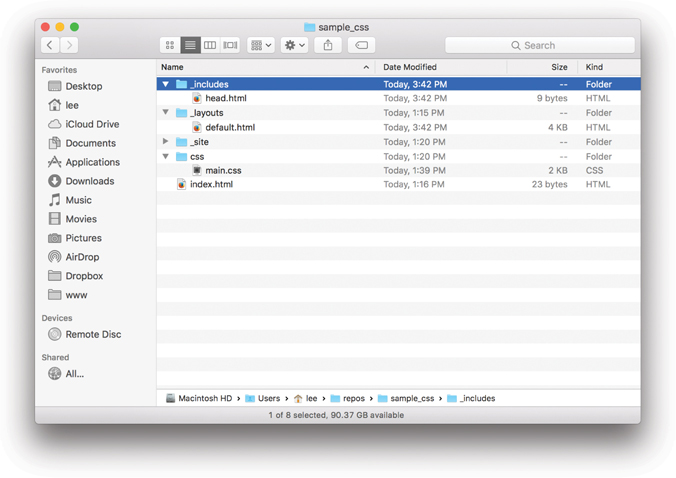 sample_css
Search
Favorites
Desktop
lee
iCloud Drive
Documents
Applications
Downloads
Music
Movies
Pictures
AirDrop
Dropbox
www
Devices
Remote Disc
Shared
All...
Name Date Modified Size Kind
_includes Today, 3:42 PM -- Folder
head.html Today, 3:42 PM 9 bytes HTML
_layouts Today, 1:15 PM -- Folder
default.html Today, 3:42 PM 4 KB HTML
_site Today, 1:20 PM -- Folder
css Today, 1:20 PM -- Folder
main.css Today, 1:39 PM 2 KB CSS
index.html Today, 1:16 PM 23 bytes HTML
Macintosh HD › Users › lee › repos › sample_css › _includes
1 of 8 selected, 90.37 GB available